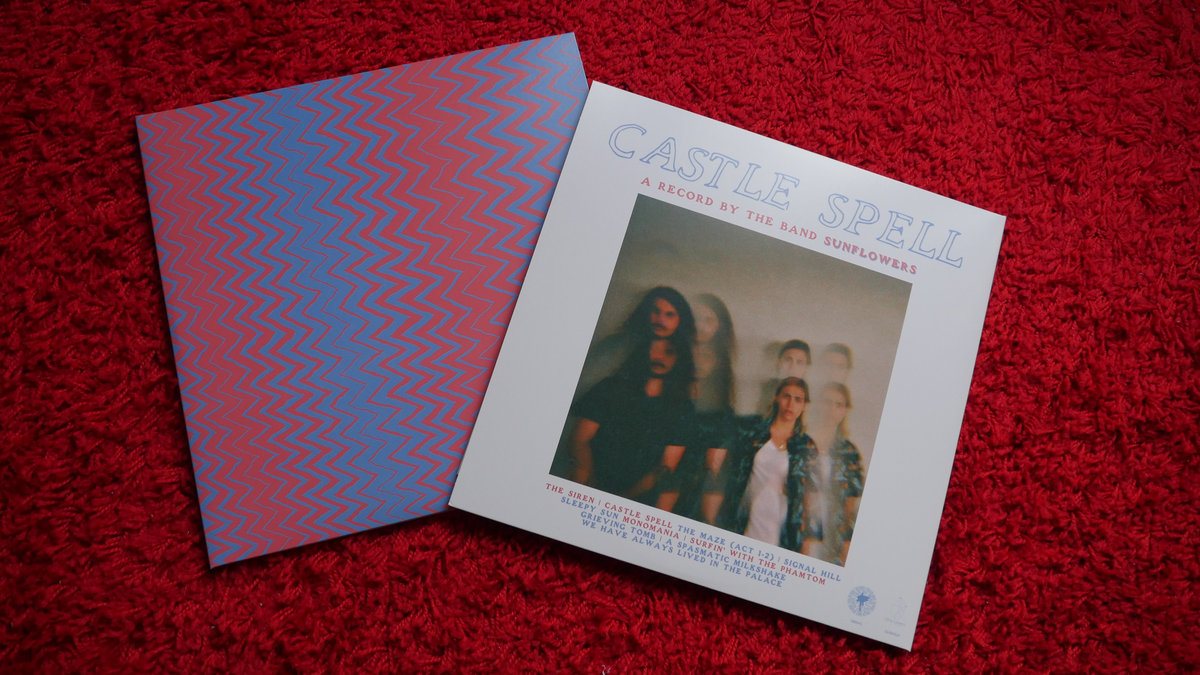 CASTLE SPELL
A RECORD BY THE BAND SUNFLOWERS
THE SIREN | CASTLE SPELL THE MAZE (ACT 1-2) | SIGNAL HILL
SLEEPY SUN MONOMANIA | SURFIN' WITH THE PHAMTOM
GRIEVING TOMB | A SPASMATIC MILKSHAKE
WE HAVE ALWAYS LIVED IN THE PALACE